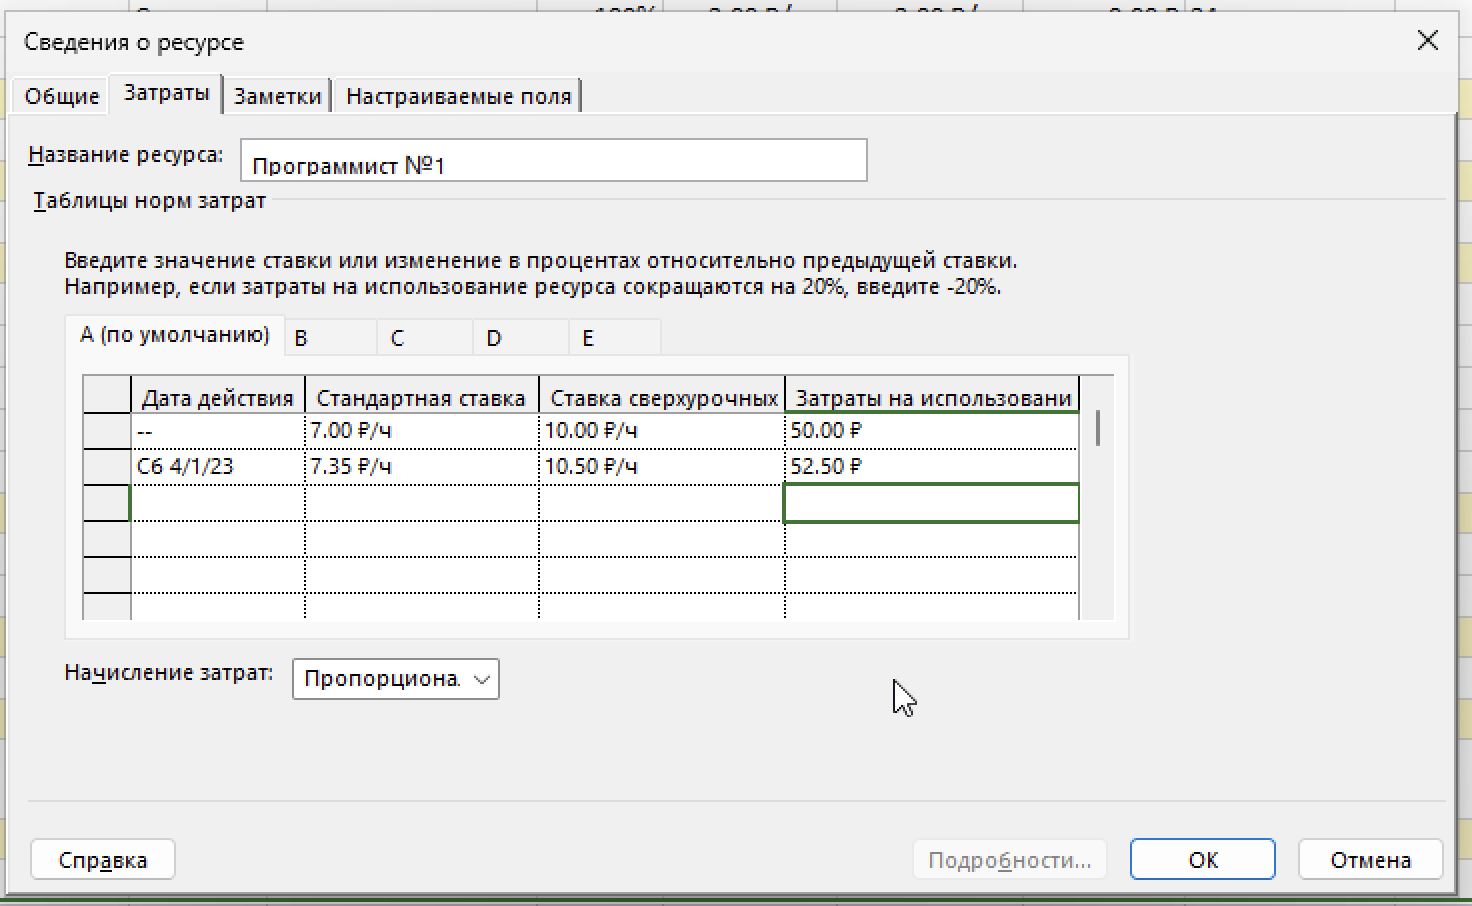 Сведения о ресурсе
Общие Затраты Заметки Настраиваемые поля
Название ресурса: Программист №1
Таблицы норм затрат
Введите значение ставки или изменение в процентах относительно предыдущей ставки.
Например, если затраты на использование ресурса сокращаются на 20%, введите -20%.
A (по умолчанию) B C D E
Дата действия Стандартная ставка Ставка сверхурочных Затраты на использовани
-- 7.00 ₽/ч 10.00 ₽/ч 50.00 ₽
Сб 4/1/23 7.35 ₽/ч 10.50 ₽/ч 52.50 ₽
Начисление затрат: Пропорциона.
Справка Подробности... ОК Отмена